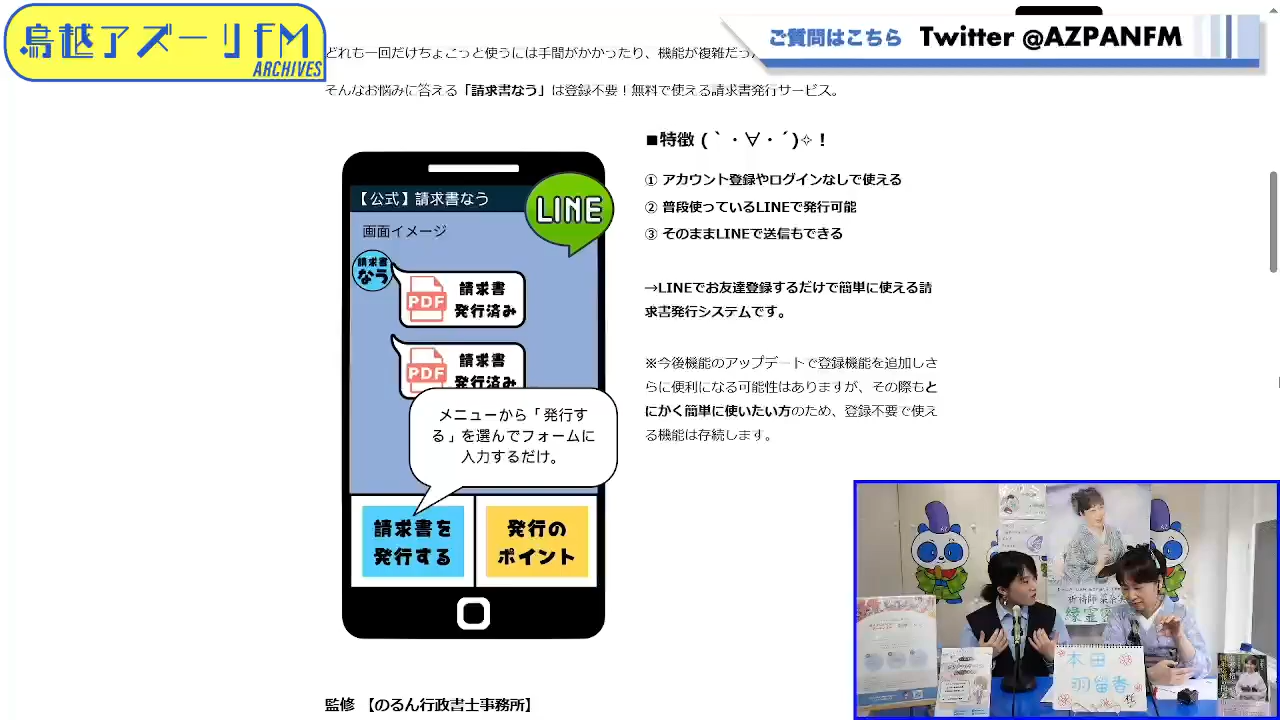 鳥越アズーリFM
ARCHIVES
ご質問はこちら Twitter @AZPANFM
どれも一回だけちょこっと使うには手間がかかったり、機能が複雑だっ
そんなお悩みに答える「請求書なう」は登録不要！無料で使える請求書発行サービス。
■特徴 (｀・∀・´)✧！
① アカウント登録やログインなしで使える
② 普段使っているLINEで発行可能
③ そのままLINEで送信もできる
→LINEでお友達登録するだけで簡単に使える請
求書発行システムです。
※今後機能のアップデートで登録機能を追加しさ
らに便利になる可能性はありますが、その際もと
にかく簡単に使いたい方のため、登録不要で使え
る機能は存続します。
【公式】請求書なう
LINE
画面イメージ
請求書
なう
PDF
請求書
発行済み
PDF
請求書
発行済み
メニューから「発行す
る」を選んでフォームに
入力するだけ。
請求書を
発行する
発行の
ポイント
監修 【のるん行政書士事務所】
本田
羽留香